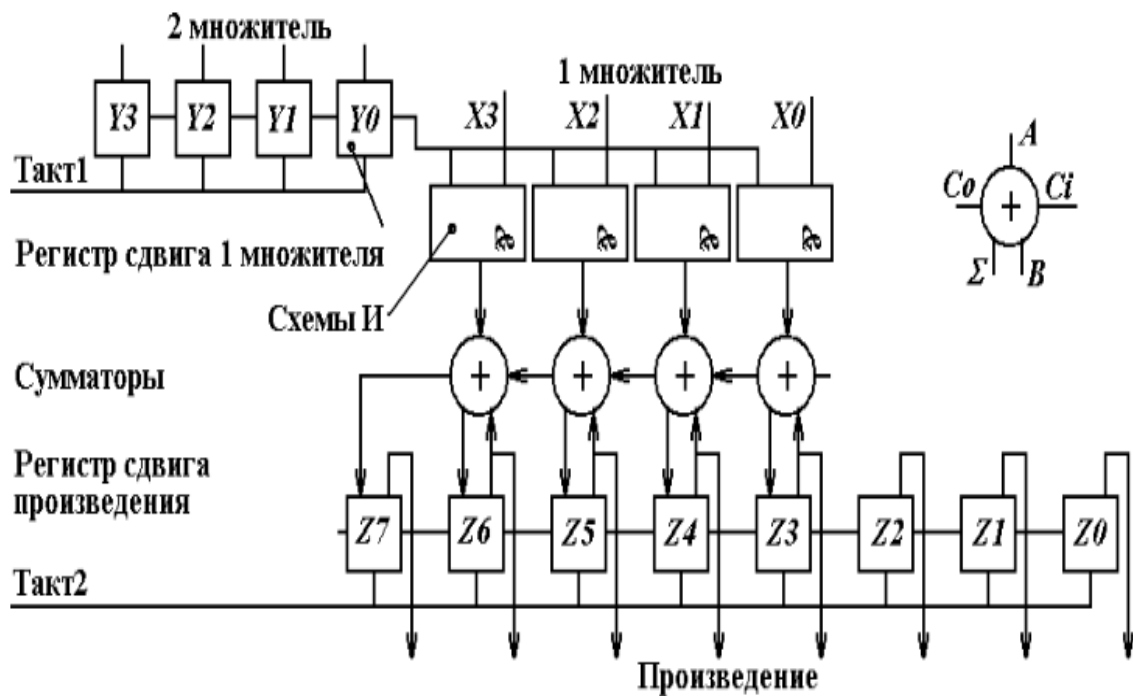 2 множитель
1 множитель
Y3 Y2 Y1 Y0
X3 X2 X1 X0
Такт1
A
Co + Ci
Σ B
& & & &
Регистр сдвига 1 множителя
Схемы И
Сумматоры
+ + + +
Регистр сдвига
произведения
Z7 Z6 Z5 Z4 Z3 Z2 Z1 Z0
Такт2
Произведение